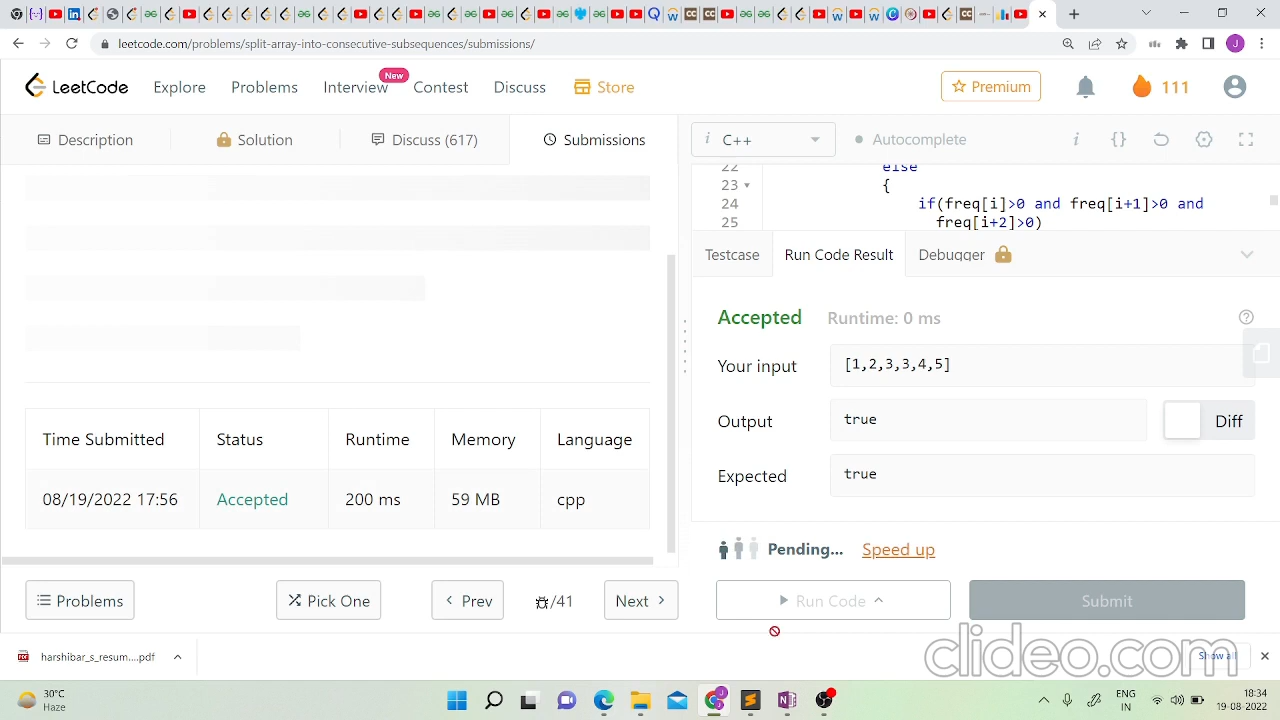 leetcode.com/problems/split-array-into-consecutive-subsequences/submissions/
LeetCode Explore Problems Interview New Contest Discuss Store Premium 111
Description Solution Discuss (617) Submissions
i C++ Autocomplete i {}
22 else
23 {
24 if(freq[i]>0 and freq[i+1]>0 and
25 freq[i+2]>0)
Testcase Run Code Result Debugger
Accepted Runtime: 0 ms
Your input [1,2,3,3,4,5]
Output true Diff
Expected true
Time Submitted Status Runtime Memory Language
08/19/2022 17:56 Accepted 200 ms 59 MB cpp
Pending... Speed up
Problems Pick One < Prev /41 Next > Run Code Submit
harshibar_s_resum....pdf
Show all
clideo.com
30°C
Haze
ENG
IN
18:34
19-08-2022